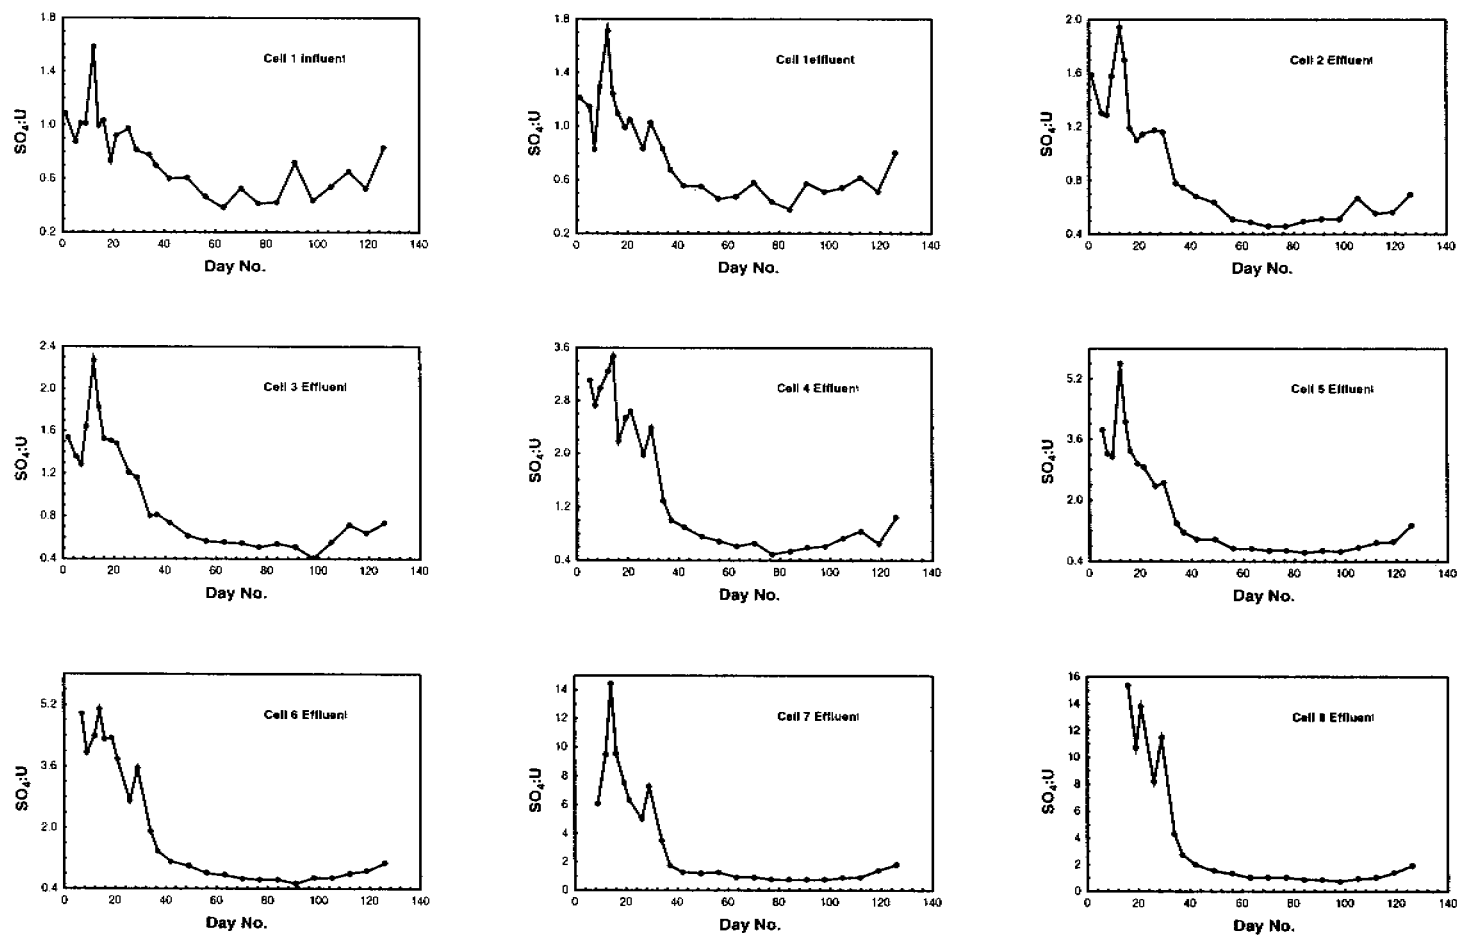 1.8
1.4
1.0
0.6
0.2
SO₄:U
Cell 1 influent
0 20 40 60 80 100 120 140
Day No.
1.8
1.4
1.0
0.6
0.2
SO₄:U
Cell 1effluent
0 20 40 60 80 100 120 140
Day No.
2.0
1.6
1.2
0.8
0.4
SO₄:U
Cell 2 Effluent
0 20 40 60 80 100 120 140
Day No.
2.4
2.0
1.6
1.2
0.8
0.4
SO₄:U
Cell 3 Effluent
0 20 40 60 80 100 120 140
Day No.
3.6
2.8
2.0
1.2
0.4
SO₄:U
Cell 4 Effluent
0 20 40 60 80 100 120 140
Day No.
5.2
3.6
2.0
0.4
SO₄:U
Cell 5 Effluent
0 20 40 60 80 100 120 140
Day No.
5.2
3.6
2.0
0.4
SO₄:U
Cell 6 Effluent
0 20 40 60 80 100 120 140
Day No.
14
12
10
8
6
4
2
0
SO₄:U
Cell 7 Effluent
0 20 40 60 80 100 120 140
Day No.
16
14
12
10
8
6
4
2
0
SO₄:U
Cell 8 Effluent
0 20 40 60 80 100 120 140
Day No.